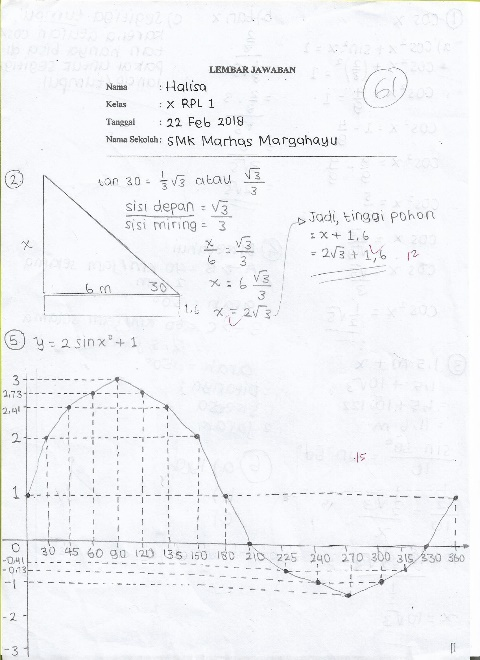 LEMBAR JAWABAN
61
Nama : Halisa
Kelas : X RPL 1
Tanggal : 22 Feb 2018
Nama Sekolah : SMK Marhas Margahayu
② tan 30 = 1/3 √3 atau √3/3
sisi depan / sisi miring = √3/3
x/6 = √3/3
x = 6 √3/3
x = 2√3
Jadi, tinggi pohon
= x + 1,6
= 2√3 + 1,6
12
x
6 m
30
1.6
⑤ y = 2 sin x° + 1
15
3
2,73
2,41
2
1
0
-0,41
-0,73
-1
-2
-3
30 45 60 90 120 135 150 180 210 225 240 270 300 315 330 360